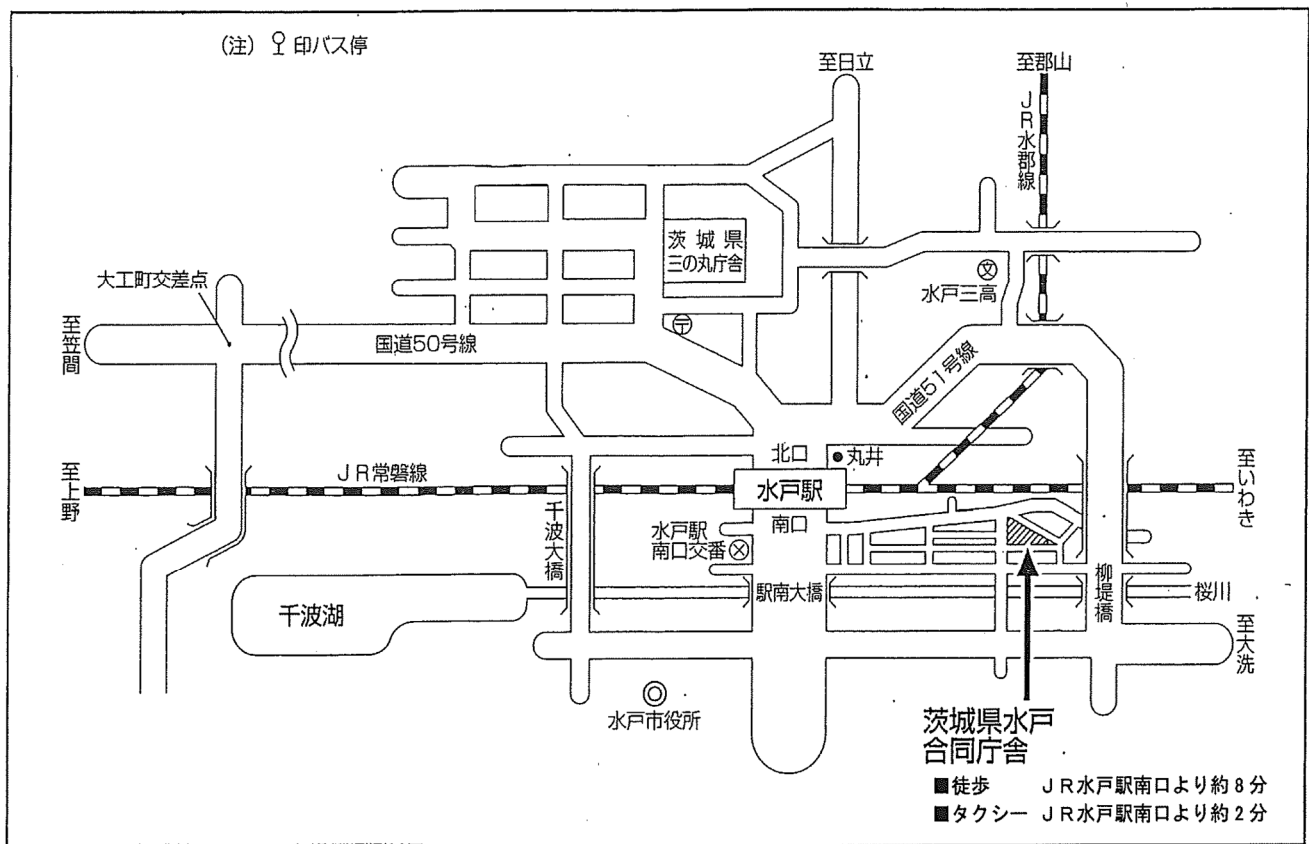 (注) 印バス停
至日立
至郡山
JR水郡線
茨城県
三の丸庁舎
文
水戸三高
大工町交差点
至笠間
国道50号線
〒
国道51号線
北口
丸井
至上野
JR常磐線
水戸駅
至いわき
千波大橋
水戸駅
南口交番
南口
千波湖
駅南大橋
柳堤橋
桜川
至大洗
水戸市役所
茨城県水戸
合同庁舎
■徒歩 JR水戸駅南口より約8分
■タクシー JR水戸駅南口より約2分